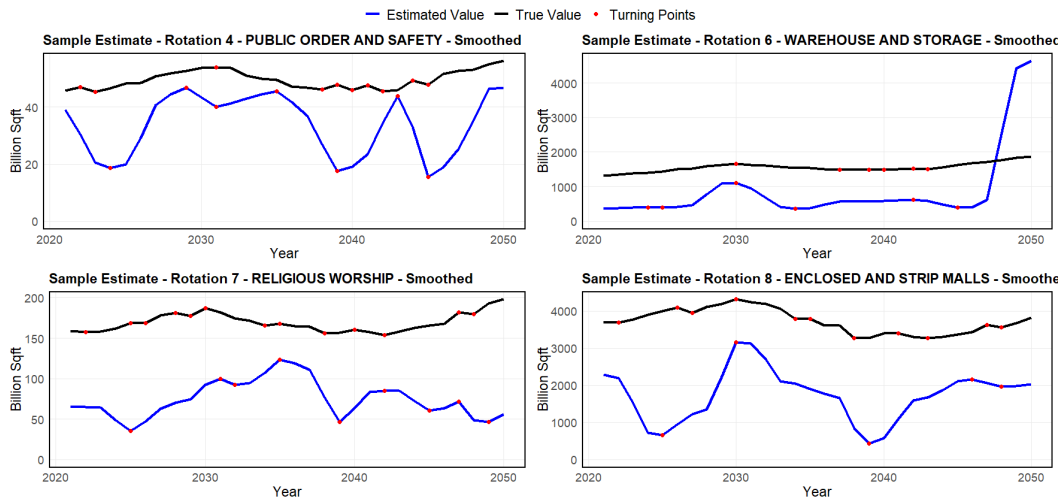 Estimated Value True Value Turning Points
Sample Estimate - Rotation 4 - PUBLIC ORDER AND SAFETY - Smoothed
Billion Sqft
40
20
0
2020 2030 2040 2050
Year
Sample Estimate - Rotation 6 - WAREHOUSE AND STORAGE - Smoothed
Billion Sqft
4000
3000
2000
1000
0
2020 2030 2040 2050
Year
Sample Estimate - Rotation 7 - RELIGIOUS WORSHIP - Smoothed
Billion Sqft
200
150
100
50
0
2020 2030 2040 2050
Year
Sample Estimate - Rotation 8 - ENCLOSED AND STRIP MALLS - Smoothe
Billion Sqft
4000
3000
2000
1000
0
2020 2030 2040 2050
Year